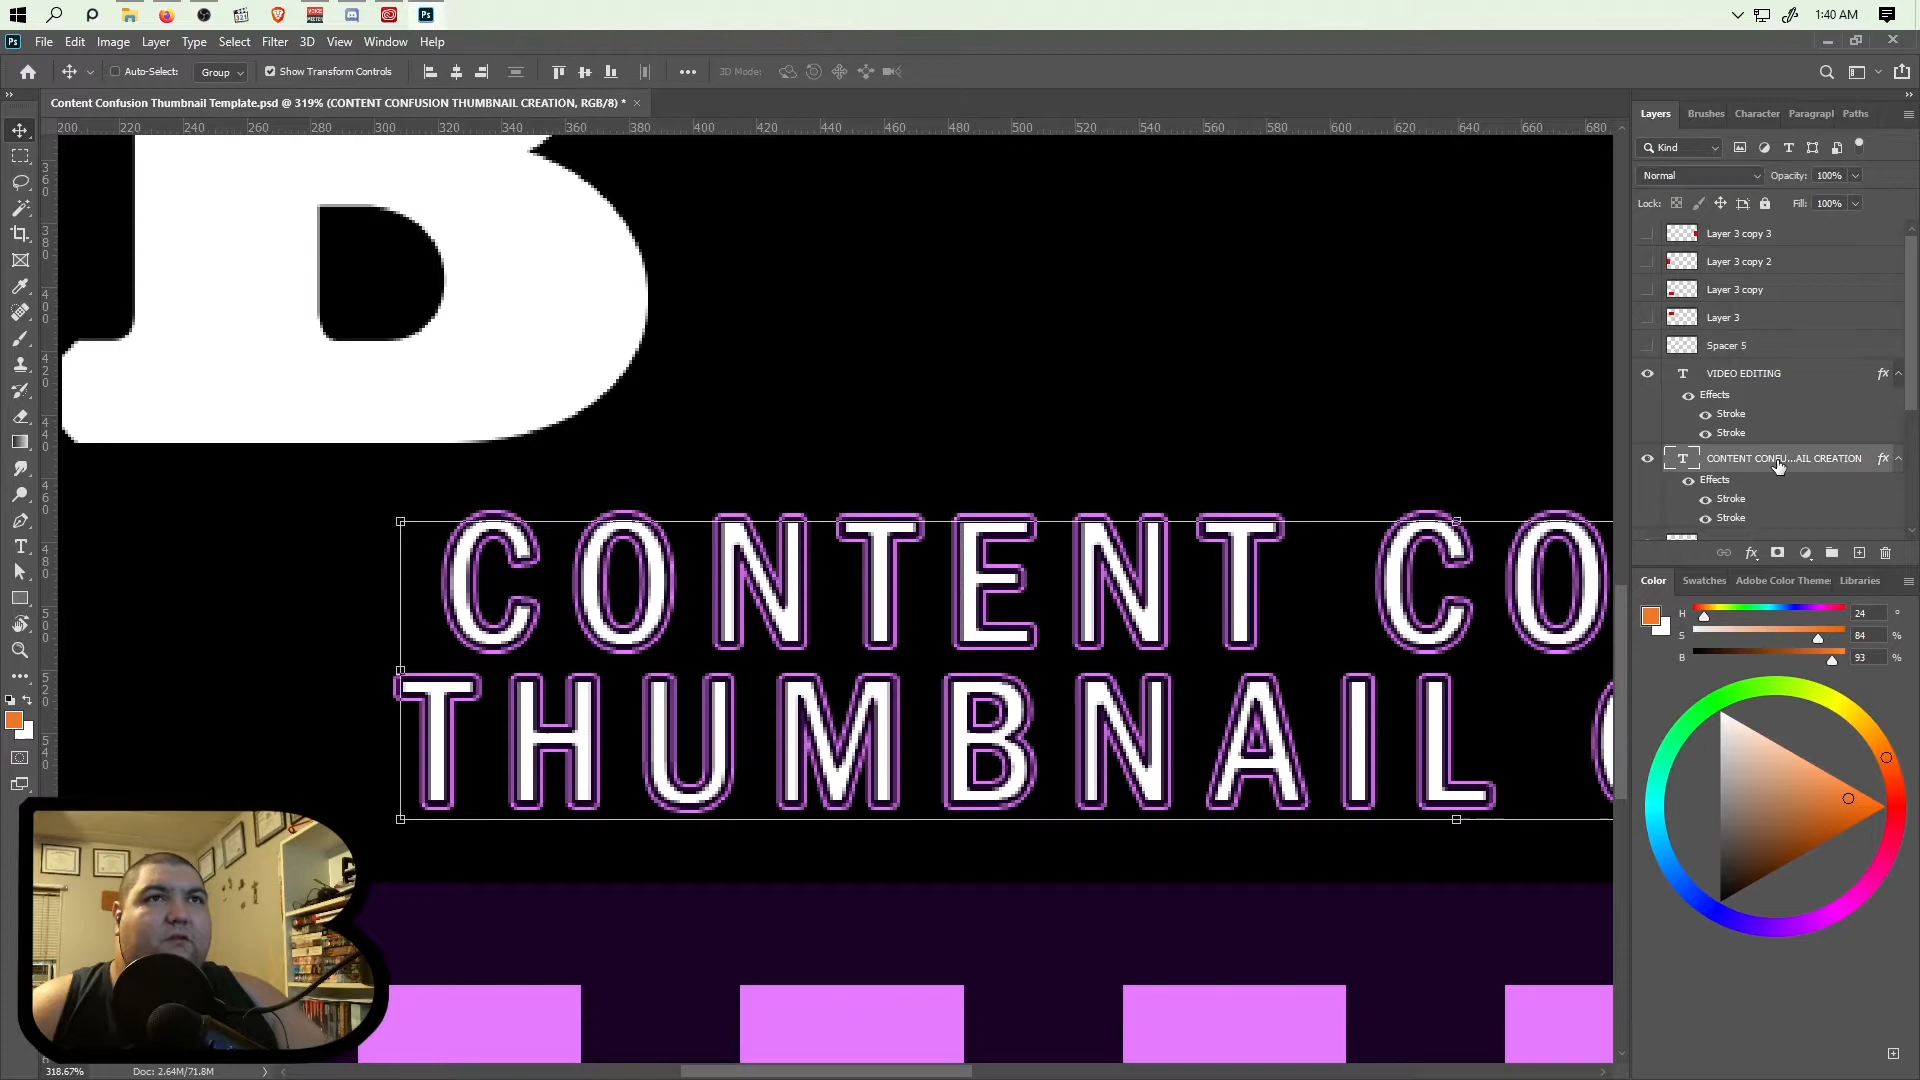 1:40 AM
File Edit Image Layer Type Select Filter 3D View Window Help
Auto-Select: Group Show Transform Controls 3D Mode:
Content Confusion Thumbnail Template.psd @ 319% (CONTENT CONFUSION THUMBNAIL CREATION, RGB/8) *
200 220 240 260 280 300 320 340 360 380 400 420 440 460 480 500 520 540 560 580 600 620 640 660 680
Layers Brushes Character Paragrapl Paths
Kind
Normal Opacity: 100%
Lock: Fill: 100%
Layer 3 copy 3
Layer 3 copy 2
Layer 3 copy
Layer 3
Spacer 5
VIDEO EDITING fx
Effects
Stroke
Stroke
CONTENT CONFU...AIL CREATION fx
Effects
Stroke
Stroke
B
CONTENT CO
THUMBNAIL
Color Swatches Adobe Color Theme: Libraries
H 24 °
S 84 %
B 93 %
318.67% Doc: 2.64M/71.8M